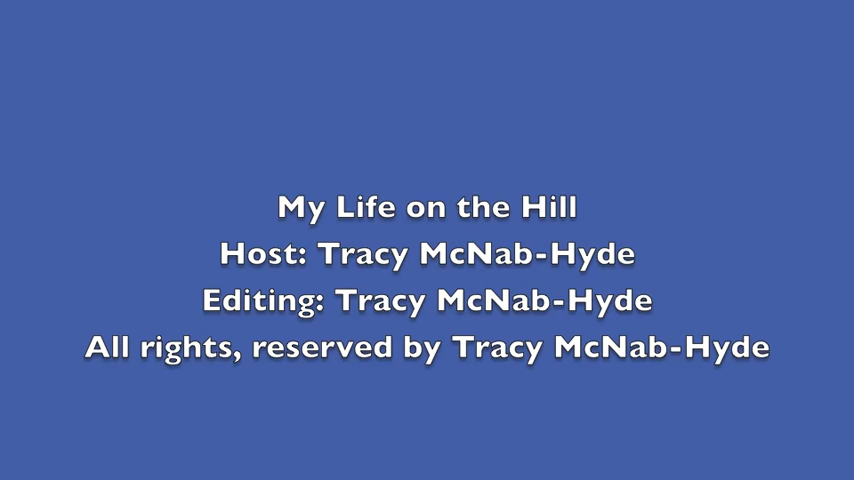 My Life on the Hill
Host: Tracy McNab-Hyde
Editing: Tracy McNab-Hyde
All rights, reserved by Tracy McNab-Hyde